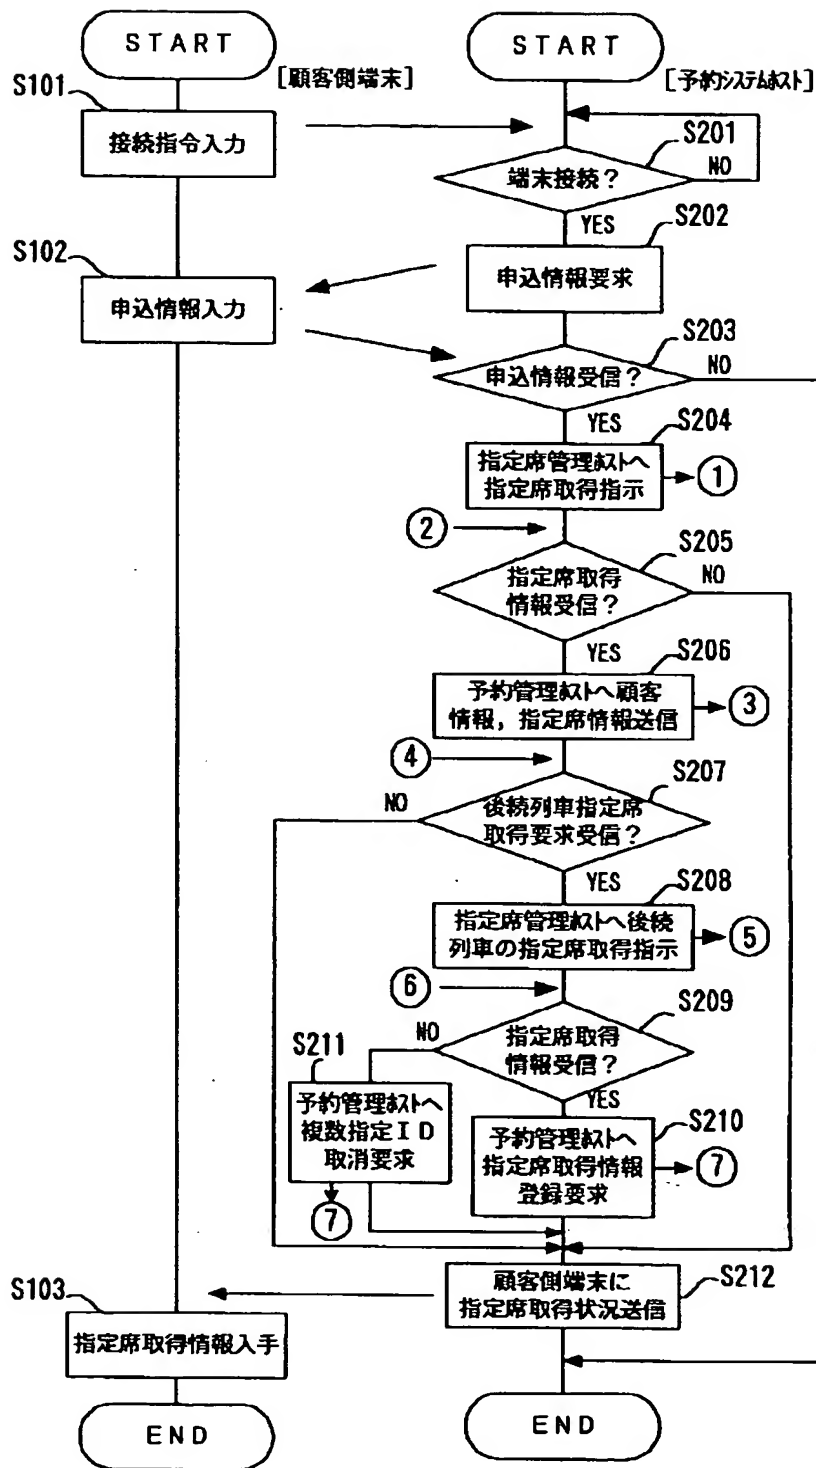 START
START
[顧客側端末]
[予約システムホスト]
S101
接続指令入力
S201
端末接続?
NO
YES
S202
申込情報要求
S102
申込情報入力
S203
申込情報受信?
NO
YES
S204
指定席管理ホストへ
指定席取得指示
①
②
S205
指定席取得
情報受信?
NO
YES
S206
予約管理ホストへ顧客
情報,指定席情報送信
③
④
S207
後続列車指定席
取得要求受信?
NO
YES
S208
指定席管理ホストへ後続
列車の指定席取得指示
⑤
⑥
S209
指定席取得
情報受信?
NO
YES
S211
予約管理ホストへ
複数指定ID
取消要求
⑦
S210
予約管理ホストへ
指定席取得情報
登録要求
⑦
S212
顧客側端末に
指定席取得状況送信
S103
指定席取得情報入手
END
END